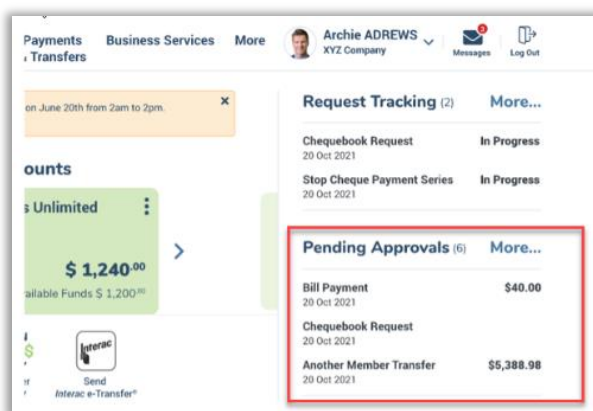 Payments
Transfers
Business Services
More
Archie ADREWS
XYZ Company
Messages
Log Out
on June 20th from 2am to 2pm.
×
Request Tracking (2)
More...
Chequebook Request
In Progress
20 Oct 2021
Stop Cheque Payment Series
In Progress
20 Oct 2021
ounts
s Unlimited
$ 1,240.00
ailable Funds $ 1,200.00
Pending Approvals (6)
More...
Bill Payment
$40.00
20 Oct 2021
Chequebook Request
20 Oct 2021
Another Member Transfer
$5,388.98
20 Oct 2021
Interac
Send
Interac e-Transfer®